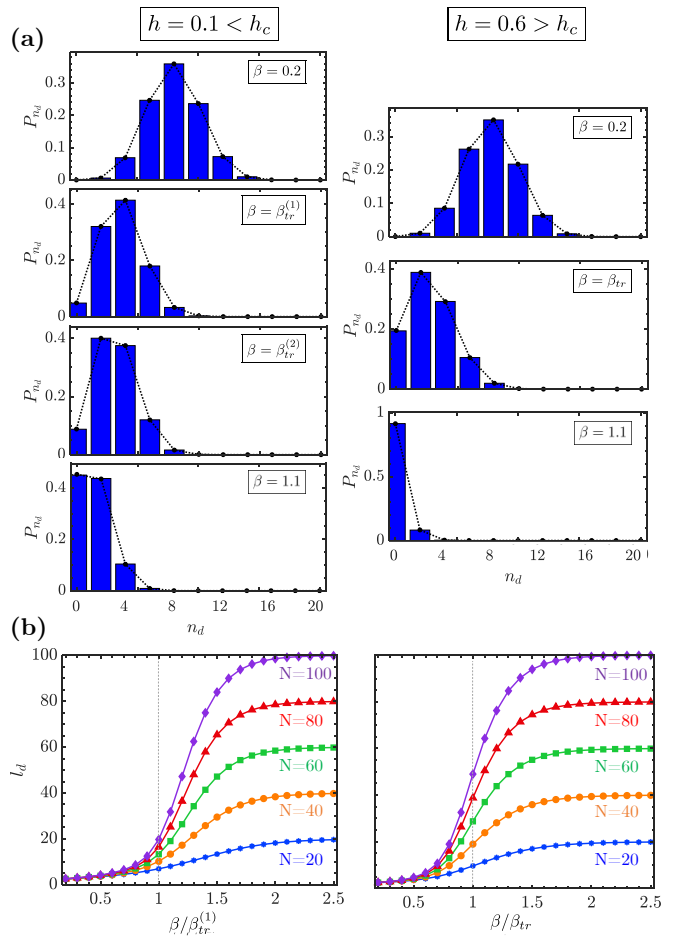 h = 0.1 < h_c
h = 0.6 > h_c
(a)
β = 0.2
P_{n_d}
0.3
0.2
0.1
0
β = β_{tr}^{(1)}
P_{n_d}
0.4
0.2
0
β = β_{tr}^{(2)}
P_{n_d}
0.4
0.2
0
β = 1.1
P_{n_d}
0.4
0.2
0
0 4 8 12 16 20
n_d
β = 0.2
P_{n_d}
0.3
0.2
0.1
0
β = β_{tr}
P_{n_d}
0.4
0.2
0
β = 1.1
P_{n_d}
1
0.5
0
0 4 8 12 16 20
n_d
(b)
l_d
100
80
60
40
20
0
N=100
N=80
N=60
N=40
N=20
0.5 1 1.5 2 2.5
β/β_{tr}^{(1)}
N=100
N=80
N=60
N=40
N=20
0.5 1 1.5 2 2.5
β/β_{tr}